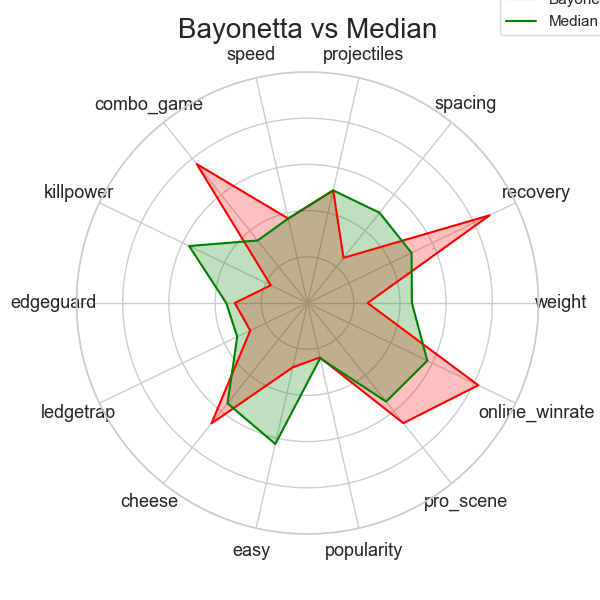 Bayonetta vs Median
Median
speed
projectiles
combo_game
spacing
killpower
recovery
edgeguard
weight
ledgetrap
online_winrate
cheese
pro_scene
easy
popularity